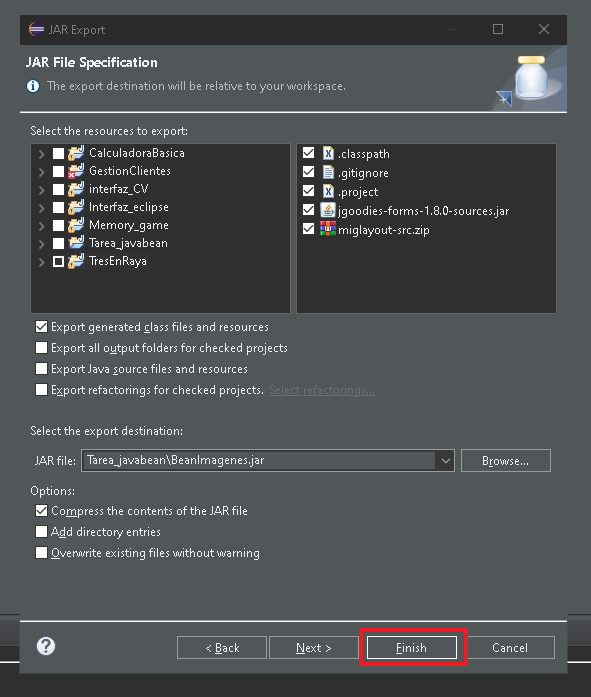 JAR Export
JAR File Specification
The export destination will be relative to your workspace.
Select the resources to export:
CalculadoraBasica
GestionClientes
interfaz_CV
Interfaz_eclipse
Memory_game
Tarea_javabean
TresEnRaya
.classpath
.gitignore
.project
jgoodies-forms-1.8.0-sources.jar
miglayout-src.zip
Export generated class files and resources
Export all output folders for checked projects
Export Java source files and resources
Export refactorings for checked projects. Select refactorings...
Select the export destination:
JAR file: Tarea_javabean\BeanImagenes.jar Browse...
Options:
Compress the contents of the JAR file
Add directory entries
Overwrite existing files without warning
? < Back Next > Finish Cancel